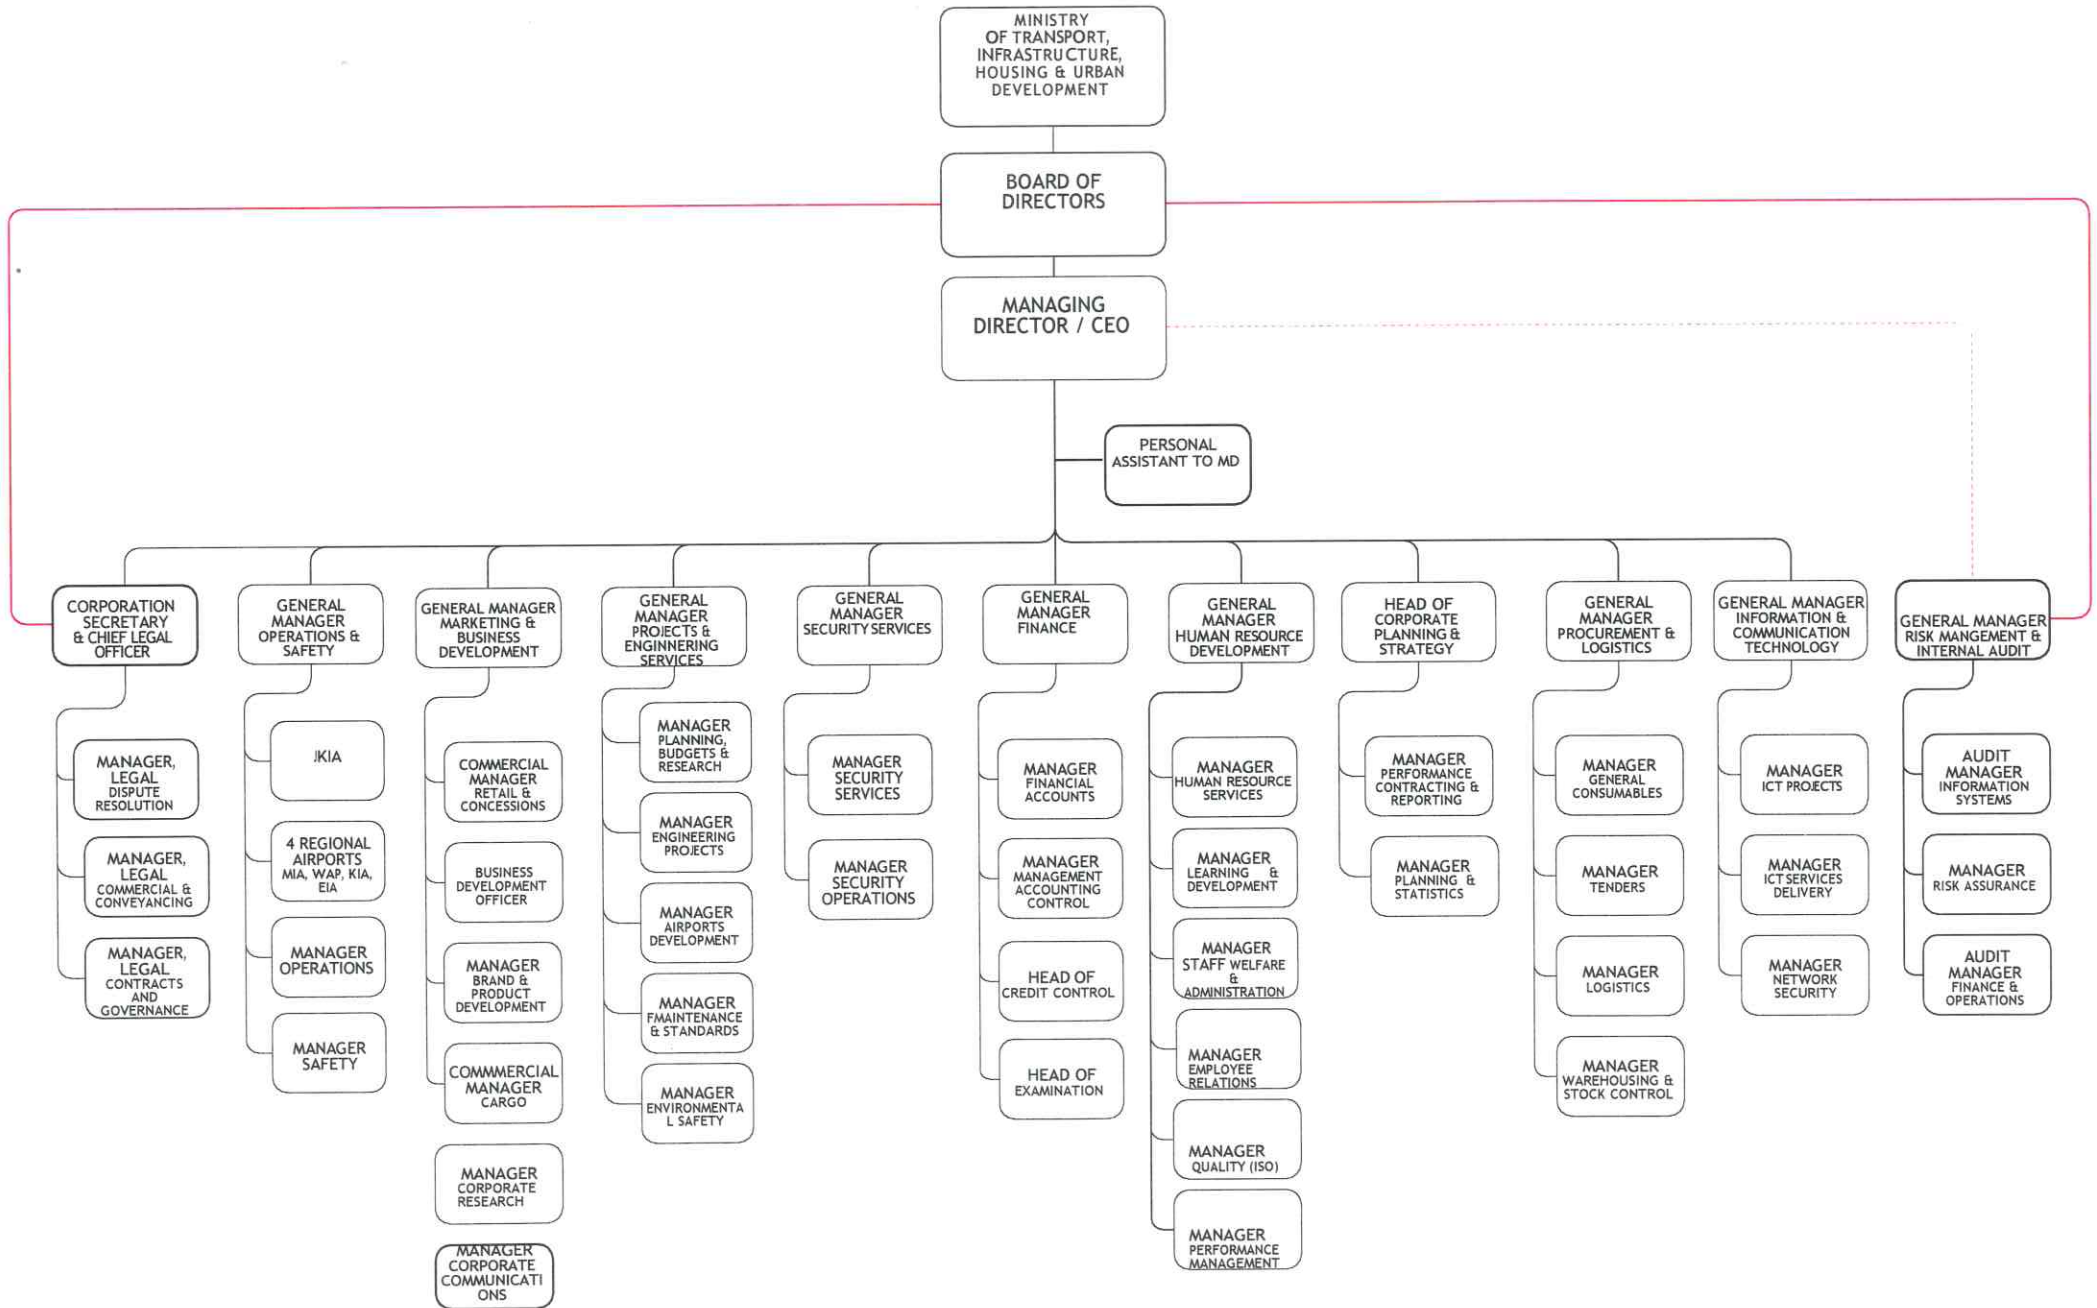 MINISTRY
OF TRANSPORT,
INFRASTRUCTURE,
HOUSING & URBAN
DEVELOPMENT
BOARD OF
DIRECTORS
MANAGING
DIRECTOR / CEO
PERSONAL
ASSISTANT TO MD
CORPORATION
SECRETARY
& CHIEF LEGAL
OFFICER
GENERAL
MANAGER
OPERATIONS &
SAFETY
GENERAL MANAGER
MARKETING &
BUSINESS
DEVELOPMENT
GENERAL
MANAGER
PROJECTS &
ENGINNERING
SERVICES
GENERAL
MANAGER
SECURITY SERVICES
GENERAL
MANAGER
FINANCE
GENERAL
MANAGER
HUMAN RESOURCE
DEVELOPMENT
HEAD OF
CORPORATE
PLANNING &
STRATEGY
GENERAL
MANAGER
PROCUREMENT &
LOGISTICS
GENERAL MANAGER
INFORMATION &
COMMUNICATION
TECHNOLOGY
GENERAL MANAGER
RISK MANGEMENT &
INTERNAL AUDIT
MANAGER,
LEGAL
DISPUTE
RESOLUTION
MANAGER,
LEGAL
COMMERCIAL &
CONVEYANCING
MANAGER,
LEGAL
CONTRACTS
AND
GOVERNANCE
JKIA
4 REGIONAL
AIRPORTS
MIA, WAP, KIA,
EIA
MANAGER
OPERATIONS
MANAGER
SAFETY
COMMERCIAL
MANAGER
RETAIL &
CONCESSIONS
BUSINESS
DEVELOPMENT
OFFICER
MANAGER
BRAND &
PRODUCT
DEVELOPMENT
COMMMERCIAL
MANAGER
CARGO
MANAGER
CORPORATE
RESEARCH
MANAGER
CORPORATE
COMMUNICATI
ONS
MANAGER
PLANNING,
BUDGETS &
RESEARCH
MANAGER
ENGINEERING
PROJECTS
MANAGER
AIRPORTS
DEVELOPMENT
MANAGER
FMAINTENANCE
& STANDARDS
MANAGER
ENVIRONMENTA
L SAFETY
MANAGER
SECURITY
SERVICES
MANAGER
SECURITY
OPERATIONS
MANAGER
FINANCIAL
ACCOUNTS
MANAGER
MANAGEMENT
ACCOUNTING
CONTROL
HEAD OF
CREDIT CONTROL
HEAD OF
EXAMINATION
MANAGER
HUMAN RESOURCE
SERVICES
MANAGER
LEARNING &
DEVELOPMENT
MANAGER
STAFF WELFARE
&
ADMINISTRATION
MANAGER
EMPLOYEE
RELATIONS
MANAGER
QUALITY (ISO)
MANAGER
PERFORMANCE
MANAGEMENT
MANAGER
PERFORMANCE
CONTRACTING &
REPORTING
MANAGER
PLANNING &
STATISTICS
MANAGER
GENERAL
CONSUMABLES
MANAGER
TENDERS
MANAGER
LOGISTICS
MANAGER
WAREHOUSING &
STOCK CONTROL
MANAGER
ICT PROJECTS
MANAGER
ICT SERVICES
DELIVERY
MANAGER
NETWORK
SECURITY
AUDIT
MANAGER
INFORMATION
SYSTEMS
MANAGER
RISK ASSURANCE
AUDIT
MANAGER
FINANCE &
OPERATIONS